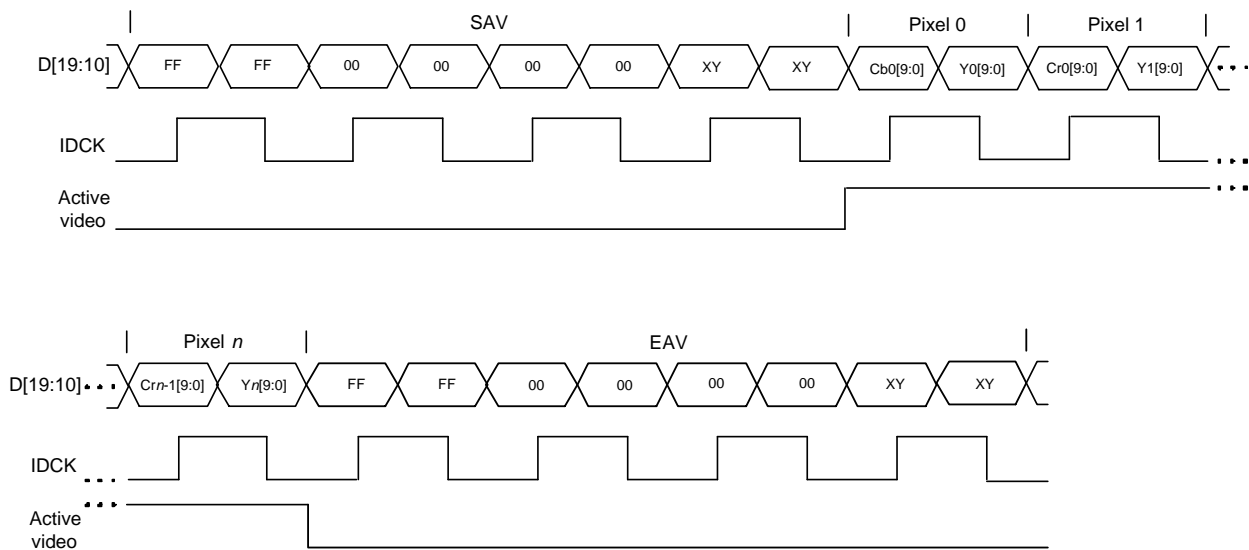 SAV Pixel 0 Pixel 1
D[19:10] FF FF 00 00 00 00 XY XY Cb0[9:0] Y0[9:0] Cr0[9:0] Y1[9:0]
IDCK
Active
video
Pixel n EAV
D[19:10] Crn-1[9:0] Yn[9:0] FF FF 00 00 00 00 XY XY
IDCK
Active
video